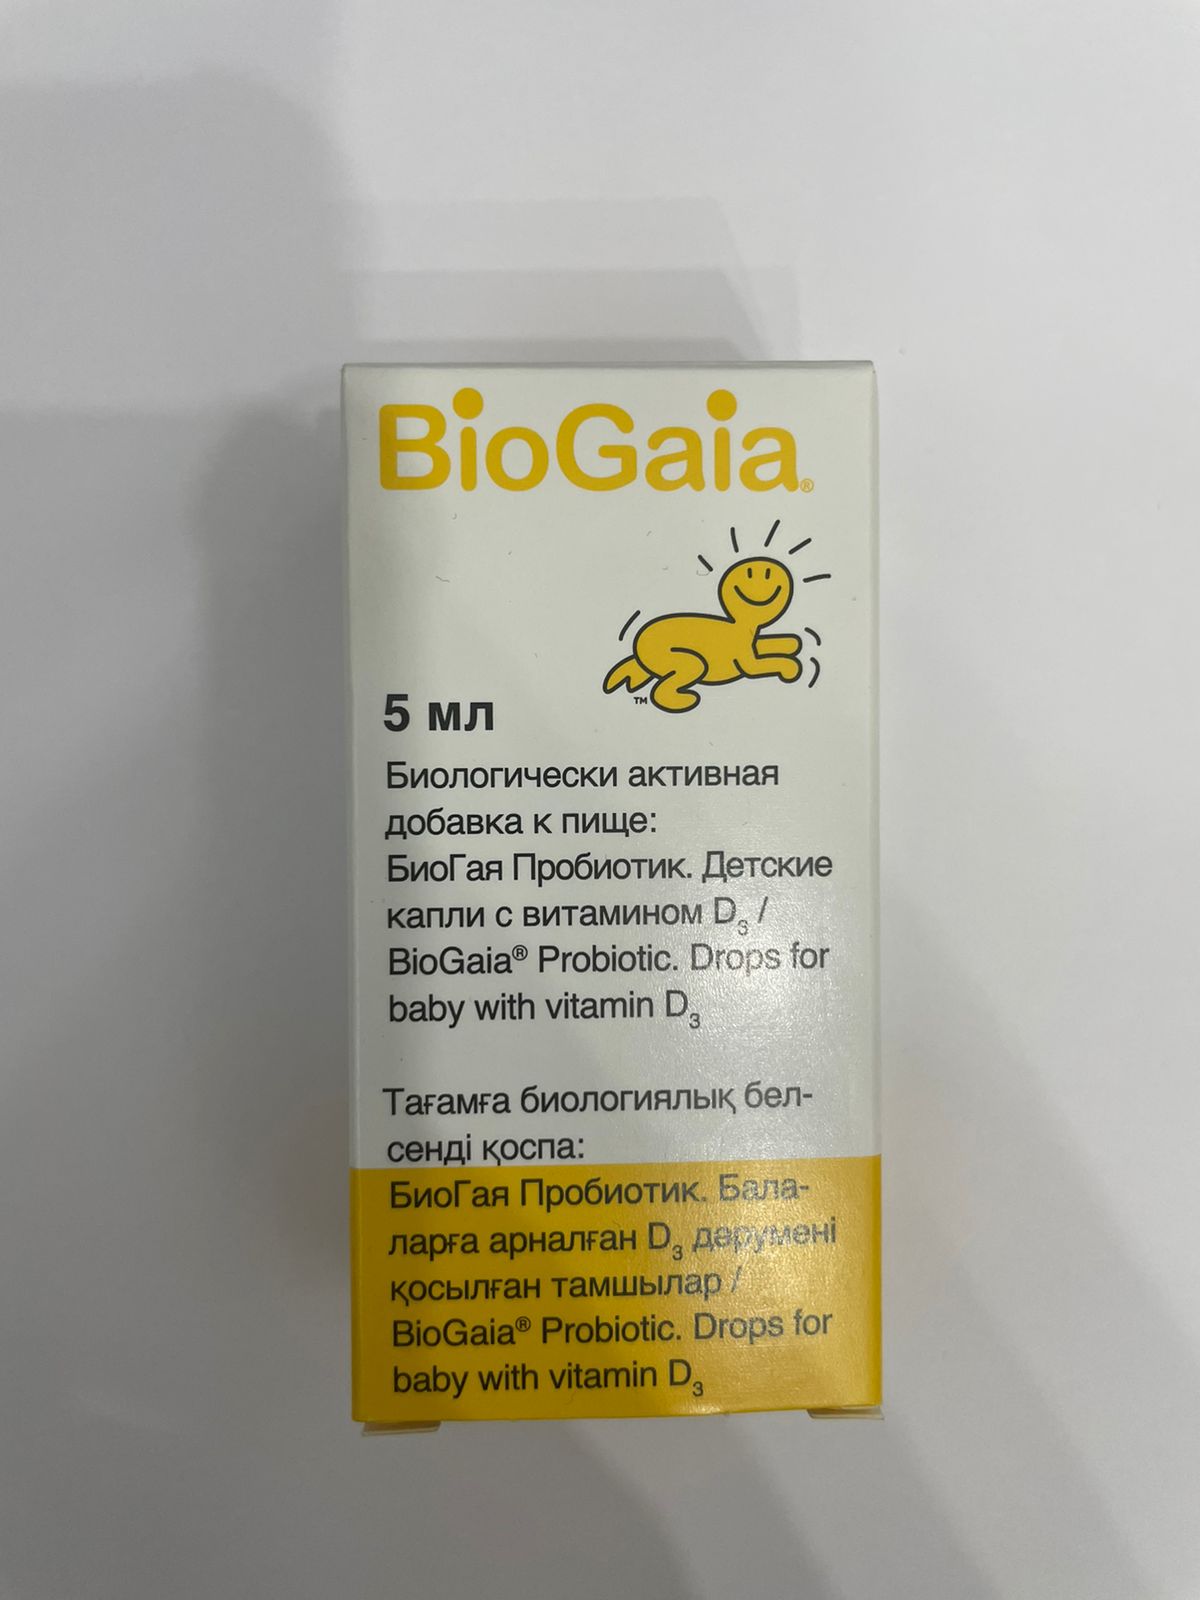 BioGaia®
™
5 мл
Биологически активная
добавка к пище:
БиоГая Пробиотик. Детские
капли с витамином D₃ /
BioGaia® Probiotic. Drops for
baby with vitamin D₃
Тағамға биологиялық бел-
сенді қоспа:
БиоГая Пробиотик. Бала-
ларға арналған D₃ дәрумені
қосылған тамшылар /
BioGaia® Probiotic. Drops for
baby with vitamin D₃